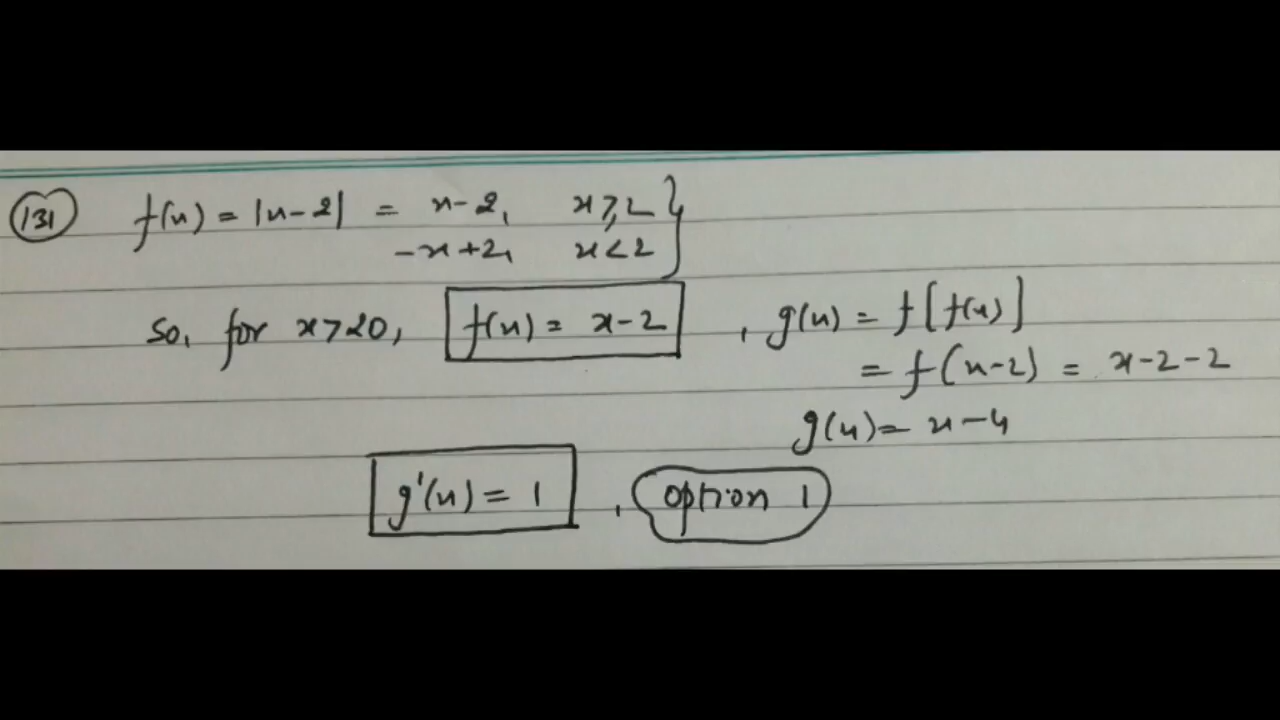 131 f(x) = |x-2| = x-2, x≥2 }
-x+2, x<2
So, for x>20, f(x) = x-2 , g(x) = f[f(x)]
= f(x-2) = x-2-2
g(x)= x-4
g'(x) = 1 , option 1